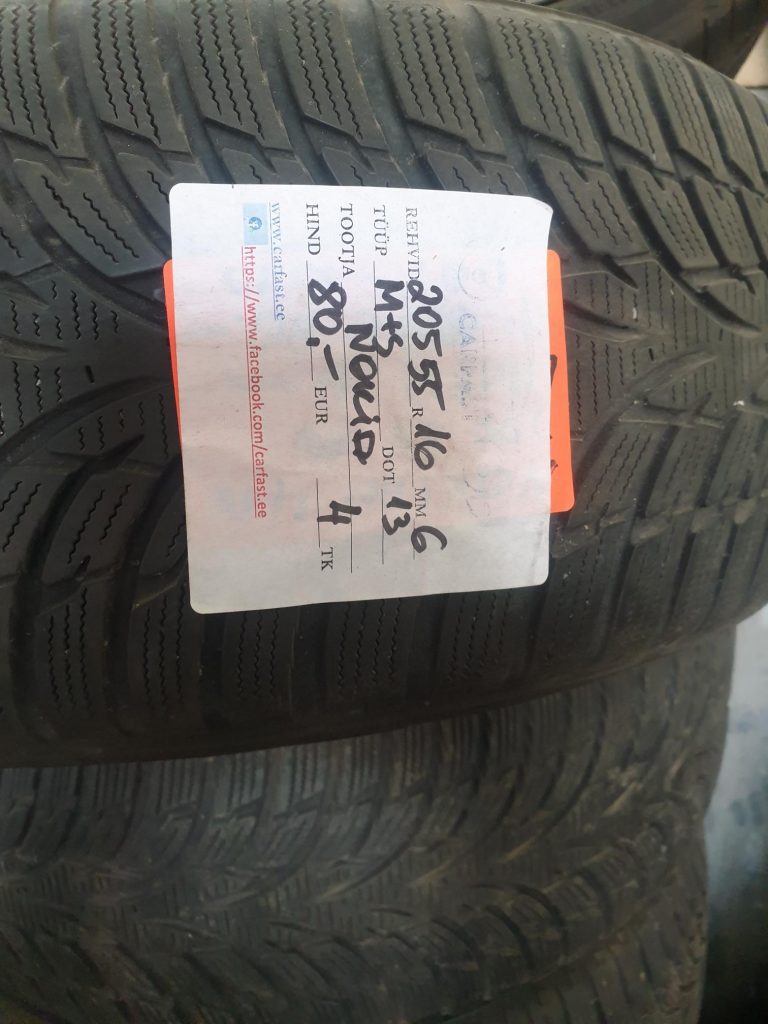 REHVID 205 55 R 16 MM 6
TÜÜP M+S DOT 13
TOOTJA NOKIA
HIND 80,- EUR 4 TK
www.carfast.ee
https://www.facebook.com/carfast.ee